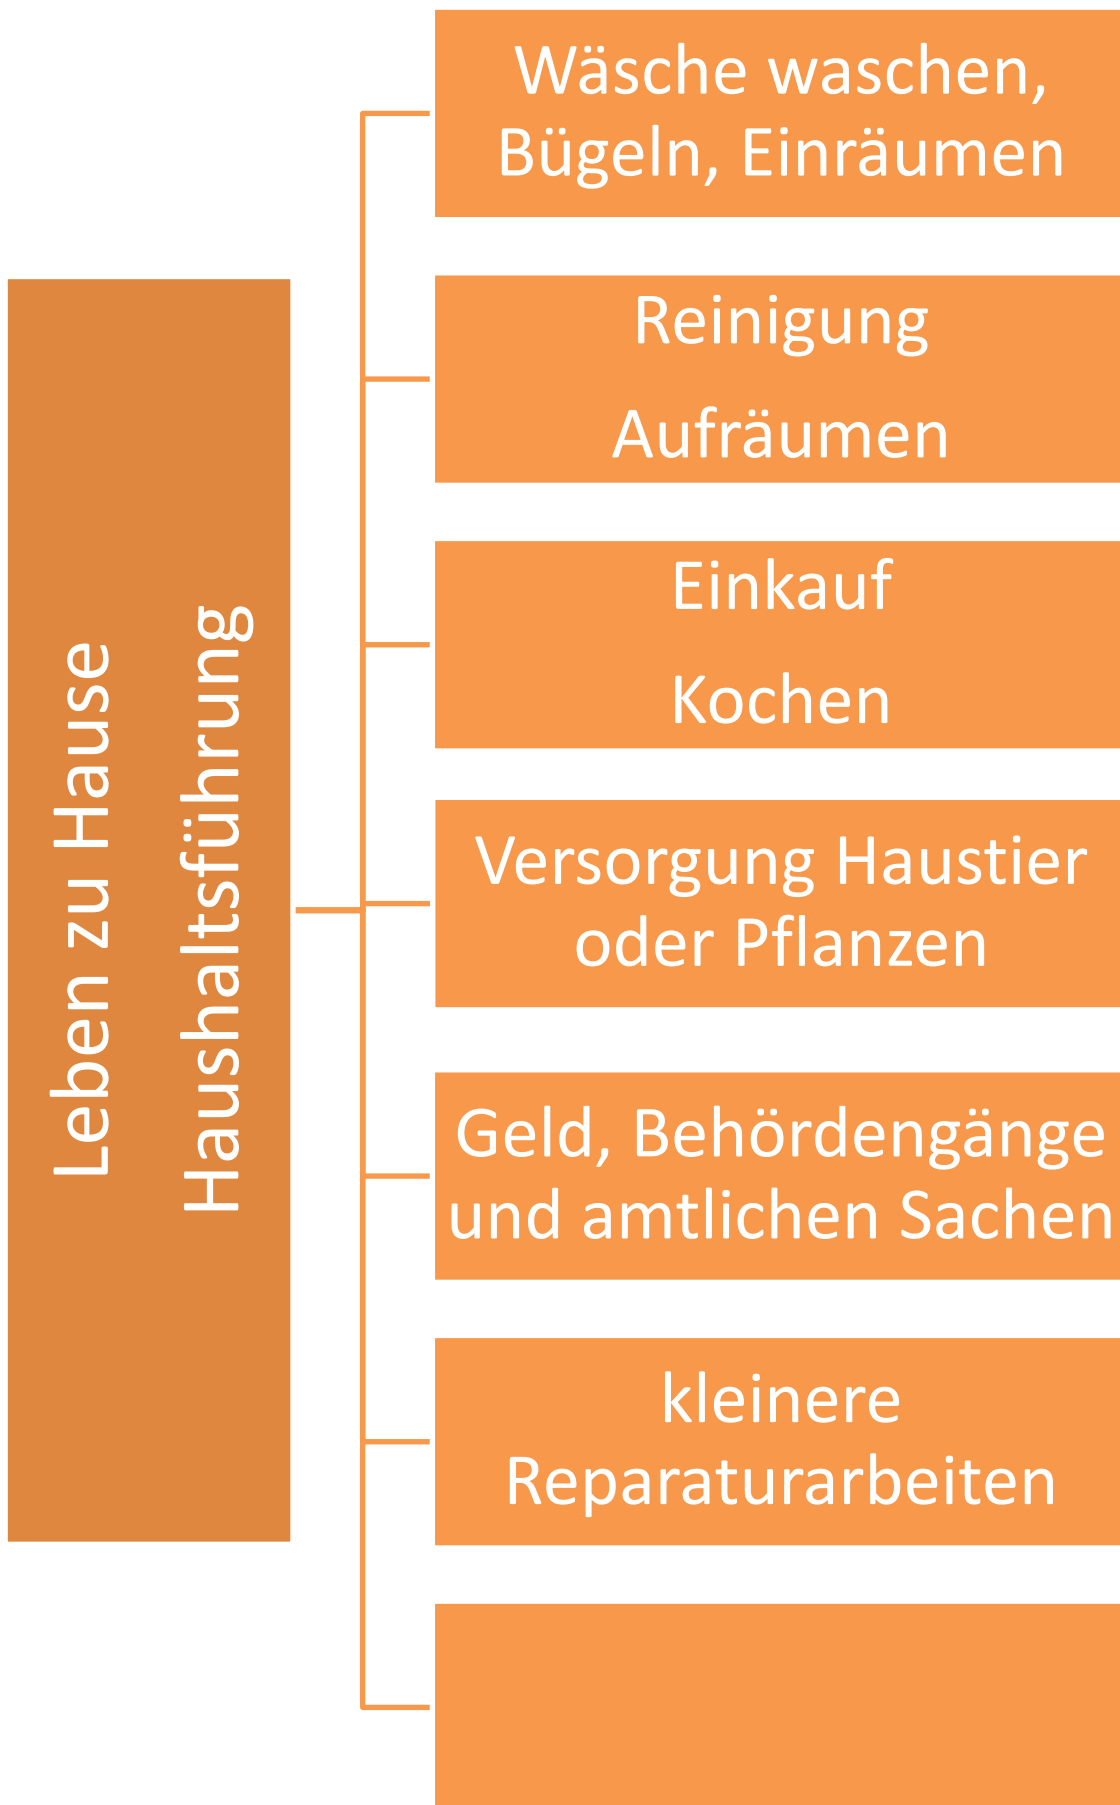 Leben zu Hause
Haushaltsführung
Wäsche waschen,
Bügeln, Einräumen
Reinigung
Aufräumen
Einkauf
Kochen
Versorgung Haustier
oder Pflanzen
Geld, Behördengänge
und amtlichen Sachen
kleinere
Reparaturarbeiten